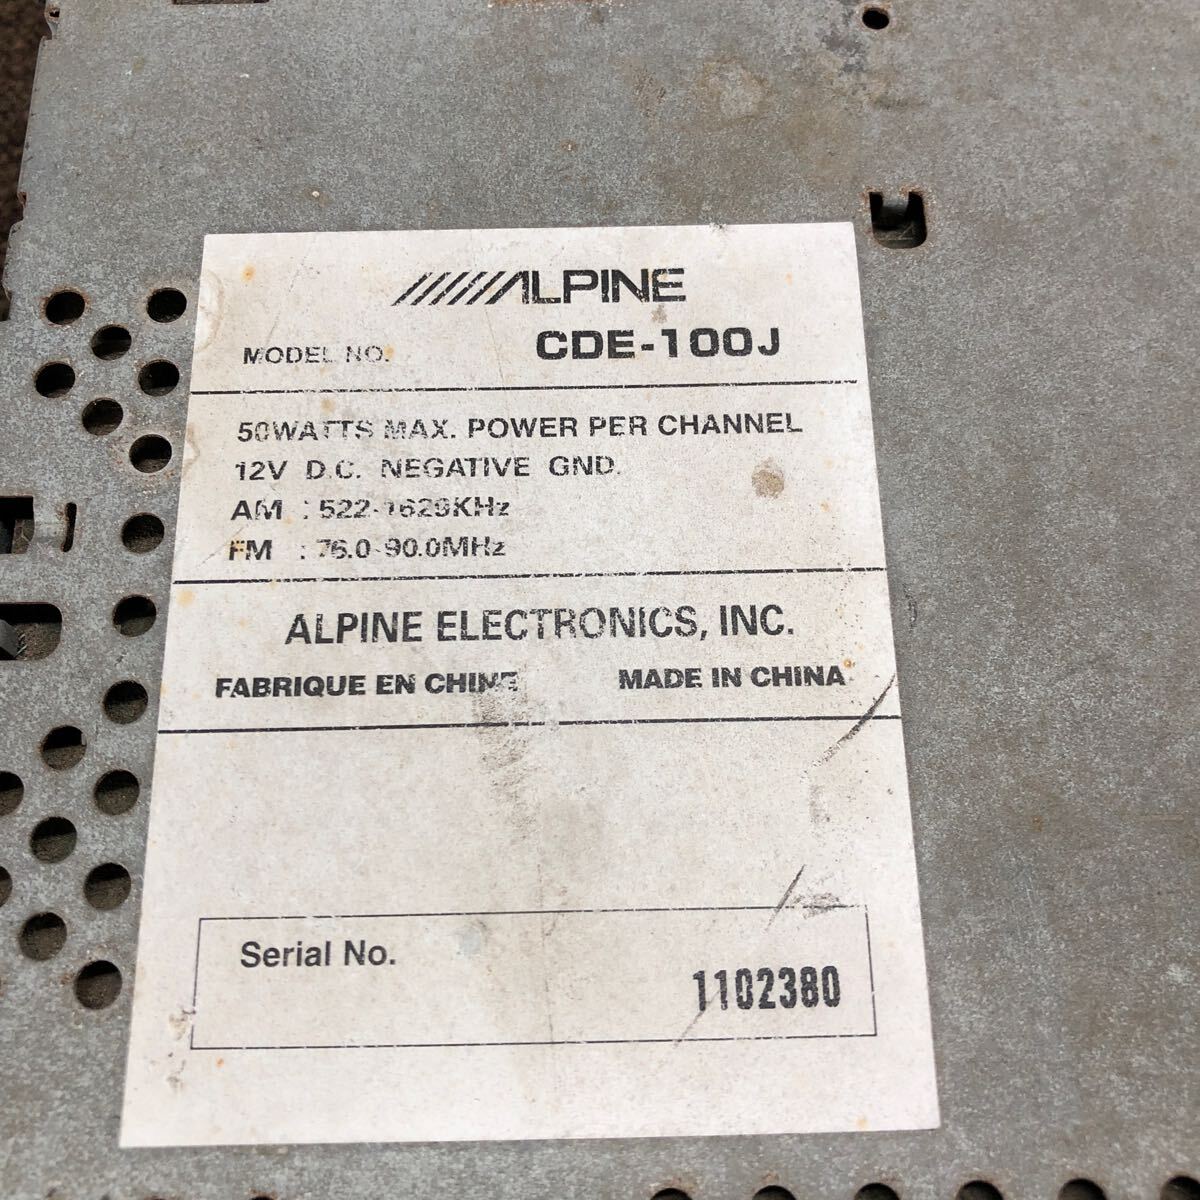 ALPINE
MODEL NO. CDE-100J
50WATTS MAX. POWER PER CHANNEL
12V D.C. NEGATIVE GND.
AM : 522-1629KHz
FM : 76.0-90.0MHz
ALPINE ELECTRONICS, INC.
FABRIQUE EN CHINE MADE IN CHINA
Serial No.
1102380